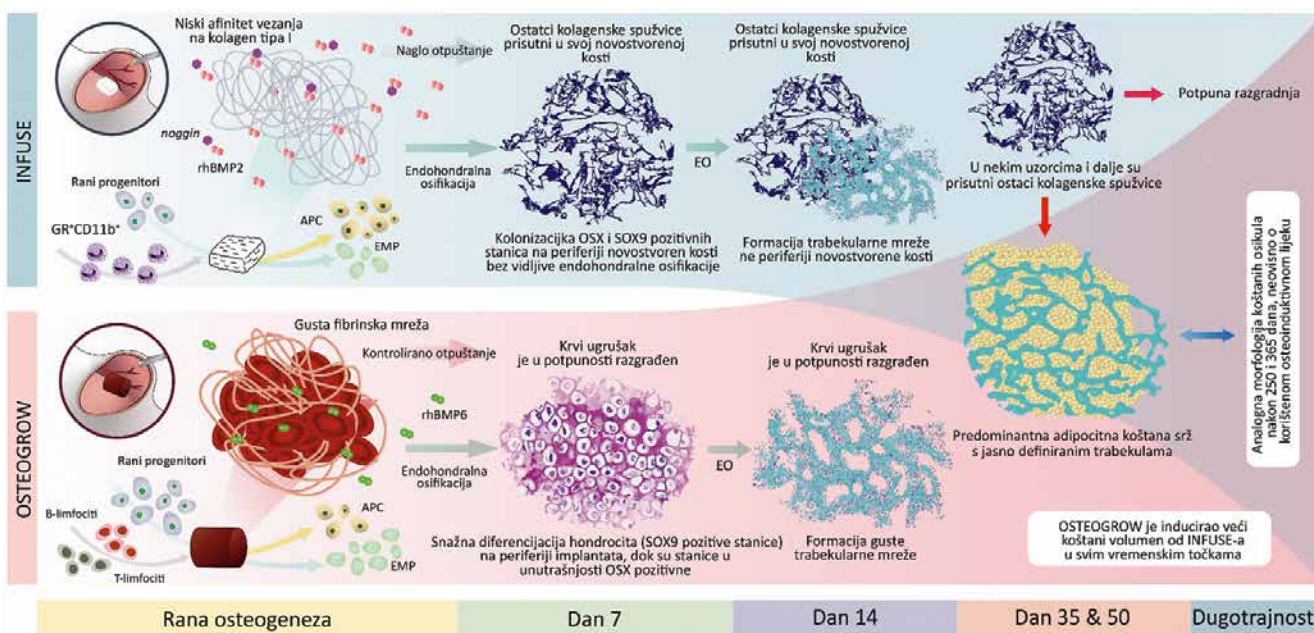 INFUSE
Niski afinitet vezanja
na kolagen tipa I
Naglo otpuštanje
noggin
rhBMP2
Rani progenitori
GR⁺CD11b⁺
APC
EMP
Endohondralna
osifikacija
Ostatci kolagenske spužvice
prisutni u svoj novostvorenoj
kosti
Kolonizacijka OSX i SOX9 pozitivnih
stanica na periferiji novostvoren kosti
bez vidljive endohondralne osifikacije
EO
Ostatci kolagenske spužvice
prisutni u svoj novostvorenoj
kosti
Formacija trabekularne mreže
ne periferiji novostvorene kosti
Potpuna razgradnja
U nekim uzorcima i dalje su
prisutni ostaci kolagenske spužvice
OSTEOGROW
Gusta fibrinska mreža
Kontrolirano otpuštanje
rhBMP6
Rani progenitori
B-limfociti
T-limfociti
APC
EMP
Endohondralna
osifikacija
Krvi ugrušak
je u potpunosti razgrađen
Snažna diferencijacija hondrocita (SOX9 pozitive stanice)
na periferiji implantata, dok su stanice u
unutrašnjosti OSX pozitivne
EO
Krvi ugrušak
je u potpunosti razgrađen
Formacija guste
trabekularne mreže
Predominantna adipocitna koštana srž
s jasno definiranim trabekulama
Analogna morfologija koštanih osikula
nakon 250 i 365 dana, neovisno o
korištenom osteoinduktivnom lijeku
OSTEOGROW je inducirao veći
koštani volumen od INFUSE-a
u svim vremenskim točkama
Rana osteogeneza
Dan 7
Dan 14
Dan 35 & 50
Dugotrajnost